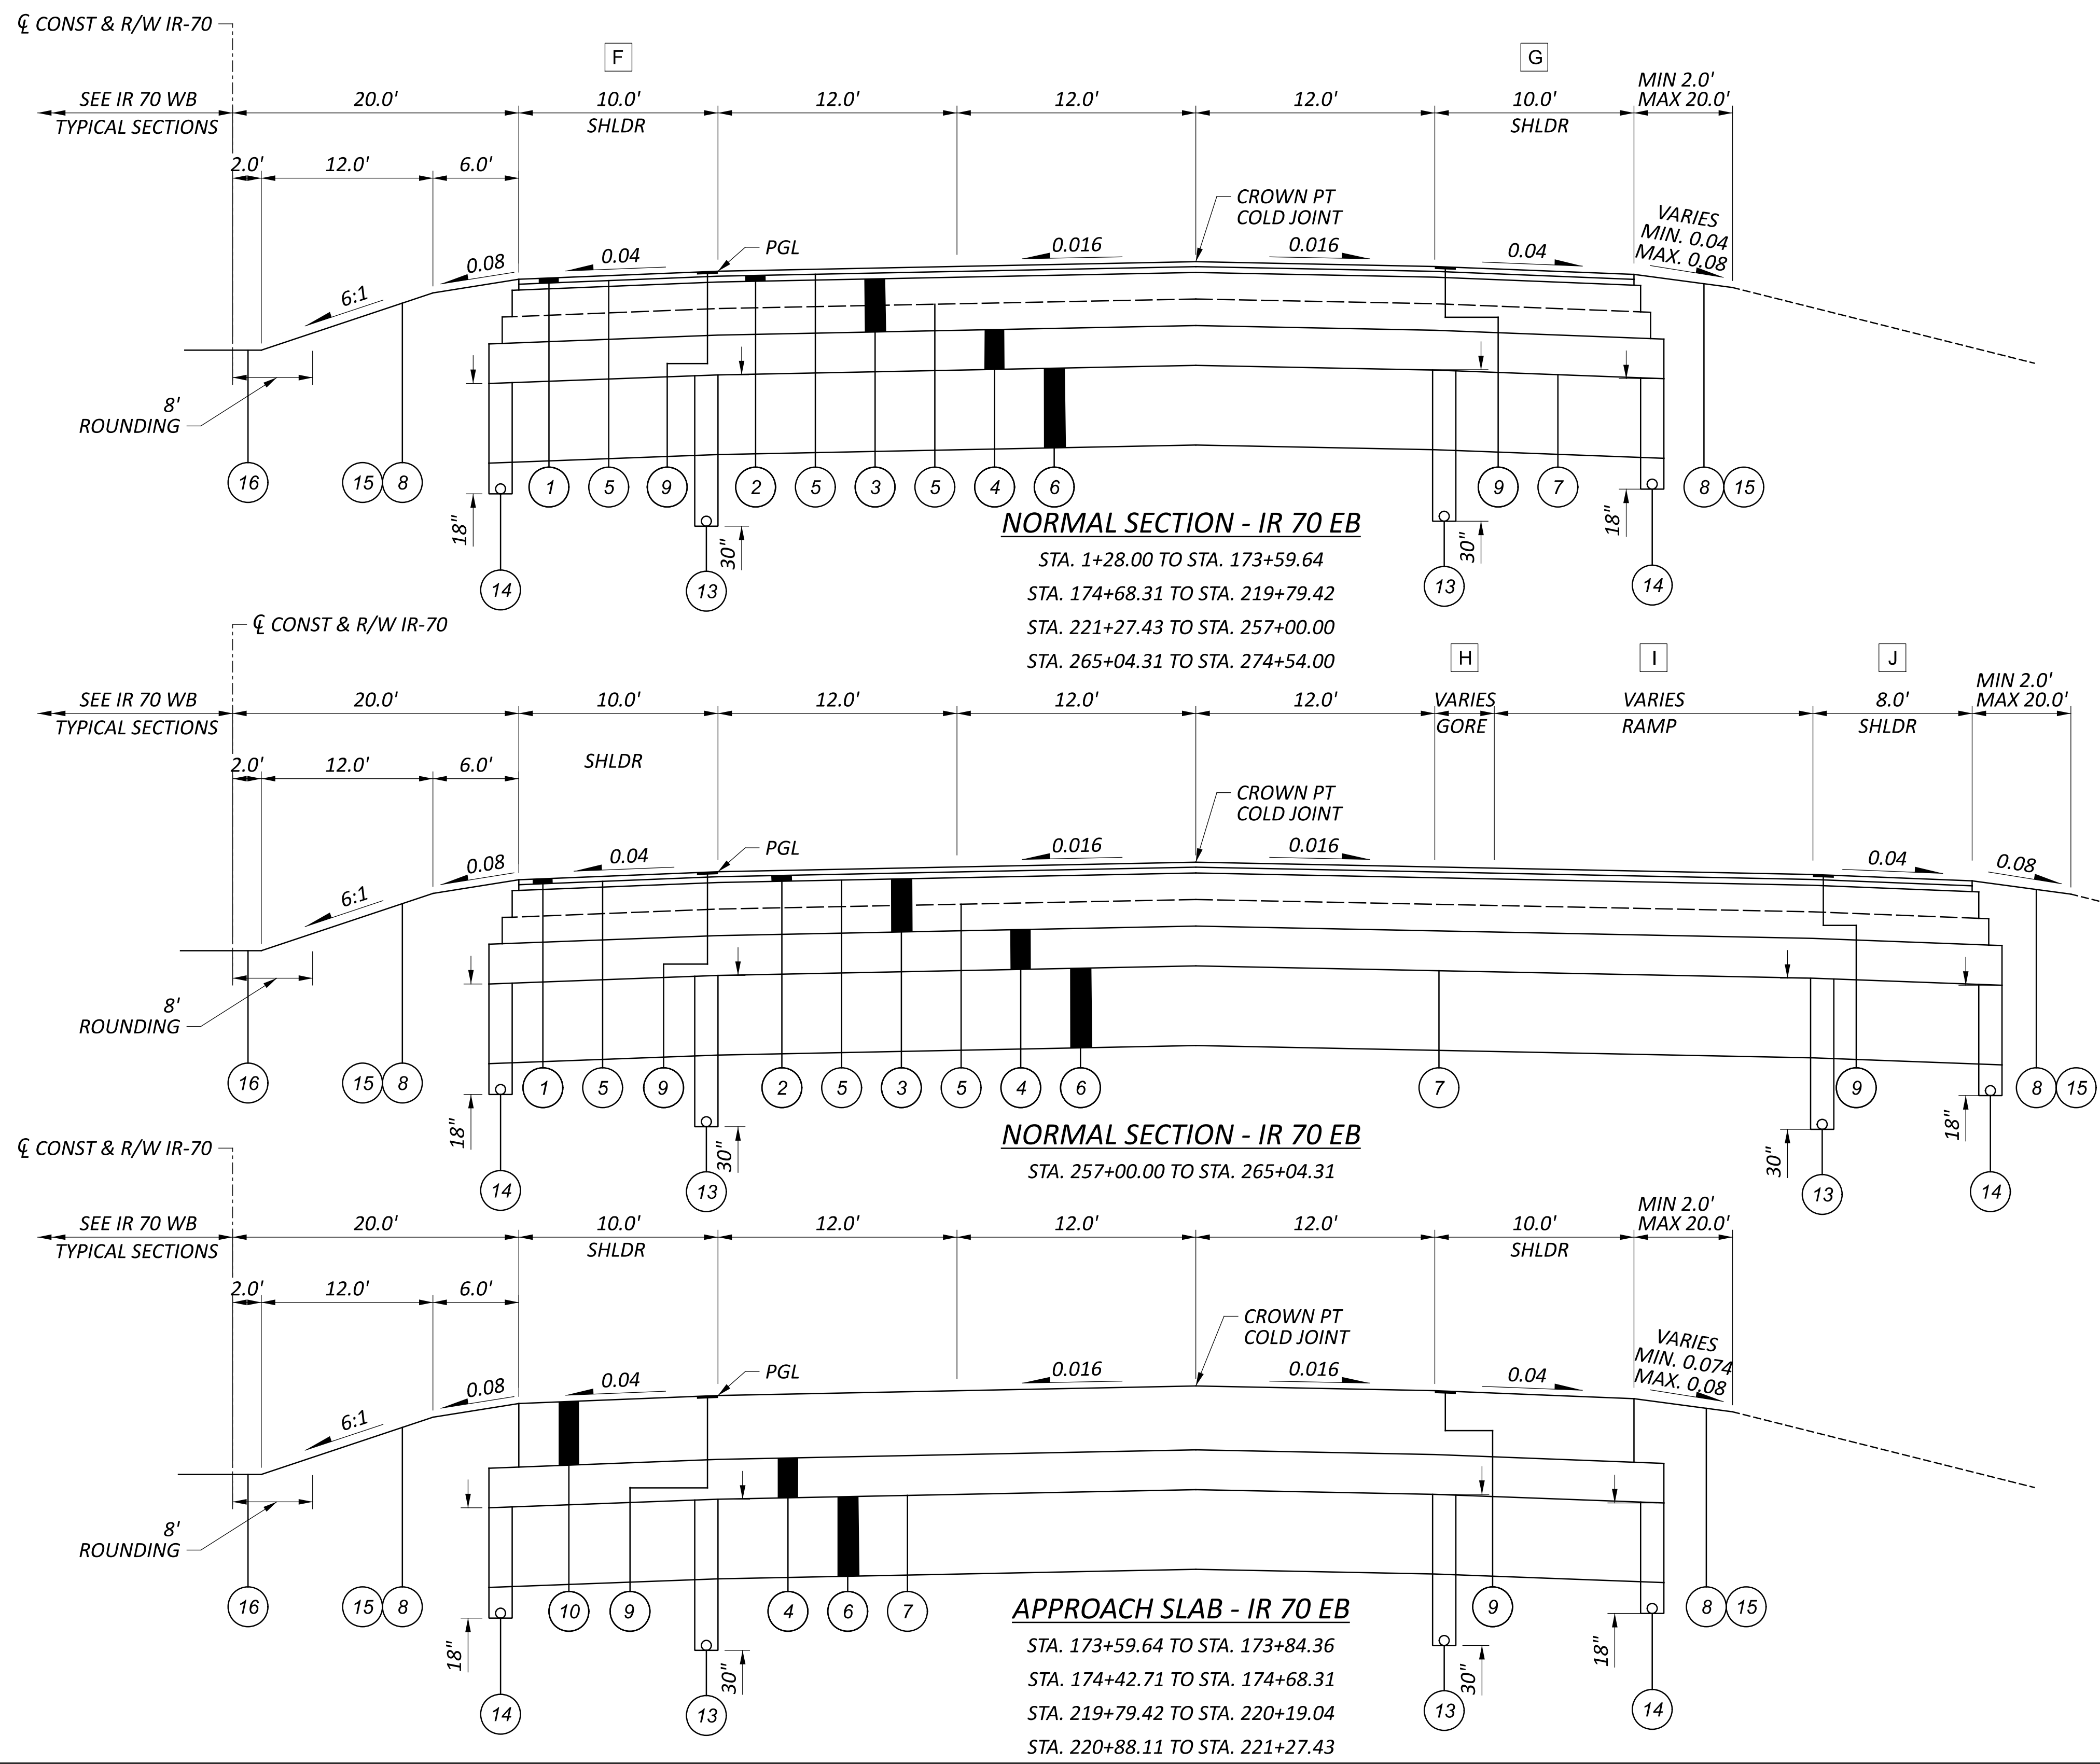 ℄ CONST & R/W IR-70
F
G
SEE IR 70 WB
TYPICAL SECTIONS
20.0'
10.0'
SHLDR
12.0'
12.0'
12.0'
10.0'
SHLDR
MIN 2.0'
MAX 20.0'
2.0'
12.0'
6.0'
CROWN PT
COLD JOINT
PGL
6:1
0.08
0.04
0.016
0.016
0.04
VARIES
MIN. 0.04
MAX. 0.08
8'
ROUNDING
16
15
8
1
5
9
2
5
3
5
4
6
9
7
8
15
18"
30"
30"
18"
14
13
13
14
NORMAL SECTION - IR 70 EB
STA. 1+28.00 TO STA. 173+59.64
STA. 174+68.31 TO STA. 219+79.42
STA. 221+27.43 TO STA. 257+00.00
STA. 265+04.31 TO STA. 274+54.00
℄ CONST & R/W IR-70
H
I
J
SEE IR 70 WB
TYPICAL SECTIONS
20.0'
10.0'
SHLDR
12.0'
12.0'
12.0'
VARIES
GORE
VARIES
RAMP
8.0'
SHLDR
MIN 2.0'
MAX 20.0'
2.0'
12.0'
6.0'
CROWN PT
COLD JOINT
PGL
6:1
0.08
0.04
0.016
0.016
0.04
0.08
8'
ROUNDING
16
15
8
1
5
9
2
5
3
5
4
6
7
9
8
15
18"
30"
30"
18"
14
13
13
14
NORMAL SECTION - IR 70 EB
STA. 257+00.00 TO STA. 265+04.31
℄ CONST & R/W IR-70
SEE IR 70 WB
TYPICAL SECTIONS
20.0'
10.0'
SHLDR
12.0'
12.0'
12.0'
10.0'
SHLDR
MIN 2.0'
MAX 20.0'
2.0'
12.0'
6.0'
CROWN PT
COLD JOINT
PGL
6:1
0.08
0.04
0.016
0.016
0.04
VARIES
MIN. 0.074
MAX. 0.08
8'
ROUNDING
16
15
8
10
9
4
6
7
9
8
15
18"
30"
30"
18"
14
13
13
14
APPROACH SLAB - IR 70 EB
STA. 173+59.64 TO STA. 173+84.36
STA. 174+42.71 TO STA. 174+68.31
STA. 219+79.42 TO STA. 220+19.04
STA. 220+88.11 TO STA. 221+27.43